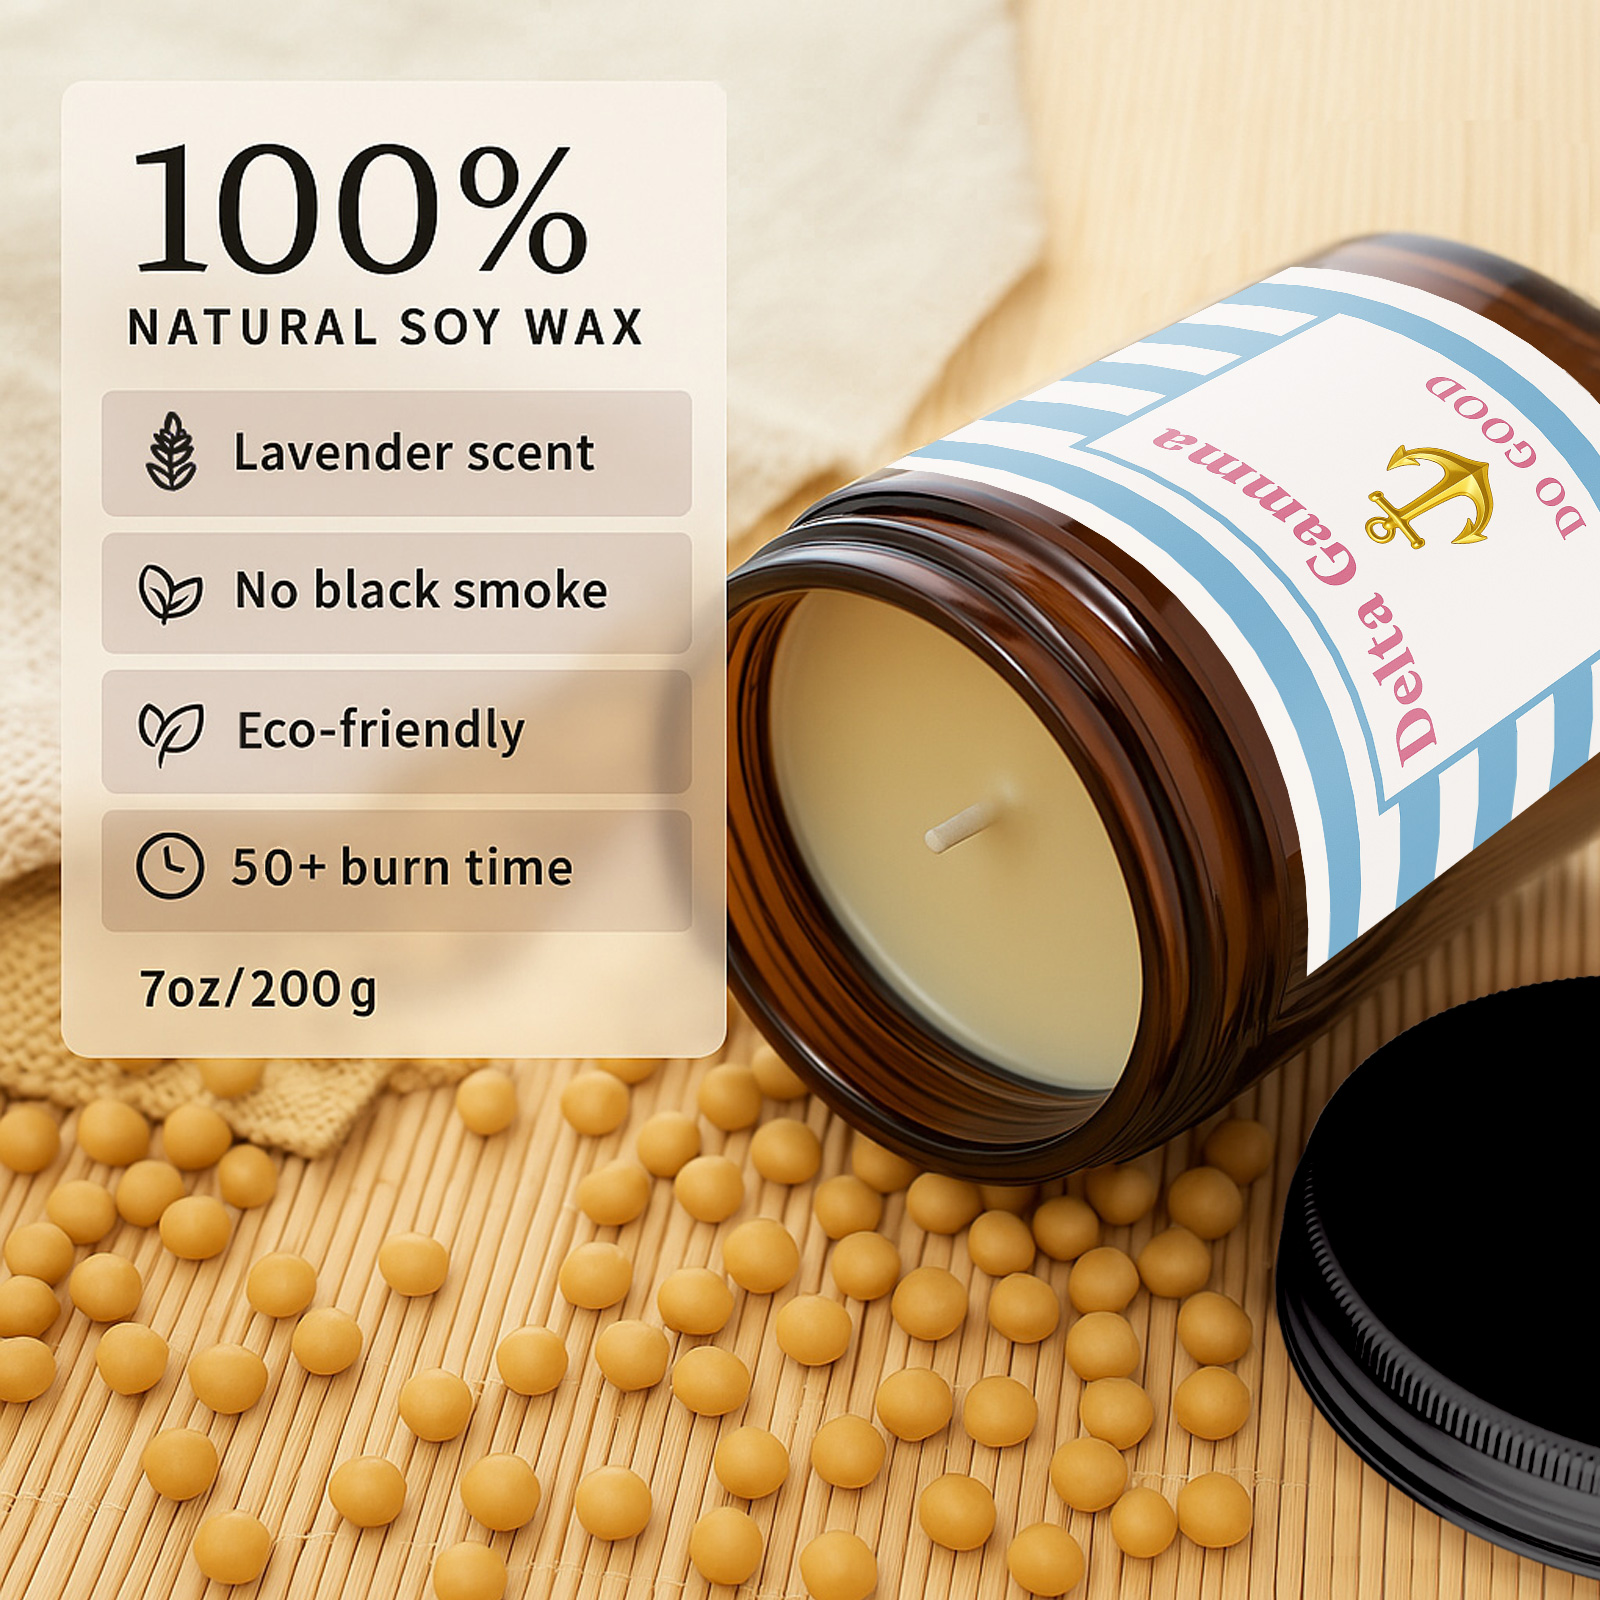 100%
NATURAL SOY WAX
Lavender scent
No black smoke
Eco-friendly
50+ burn time
7oz/200g
Delta Gamma
DO GOOD